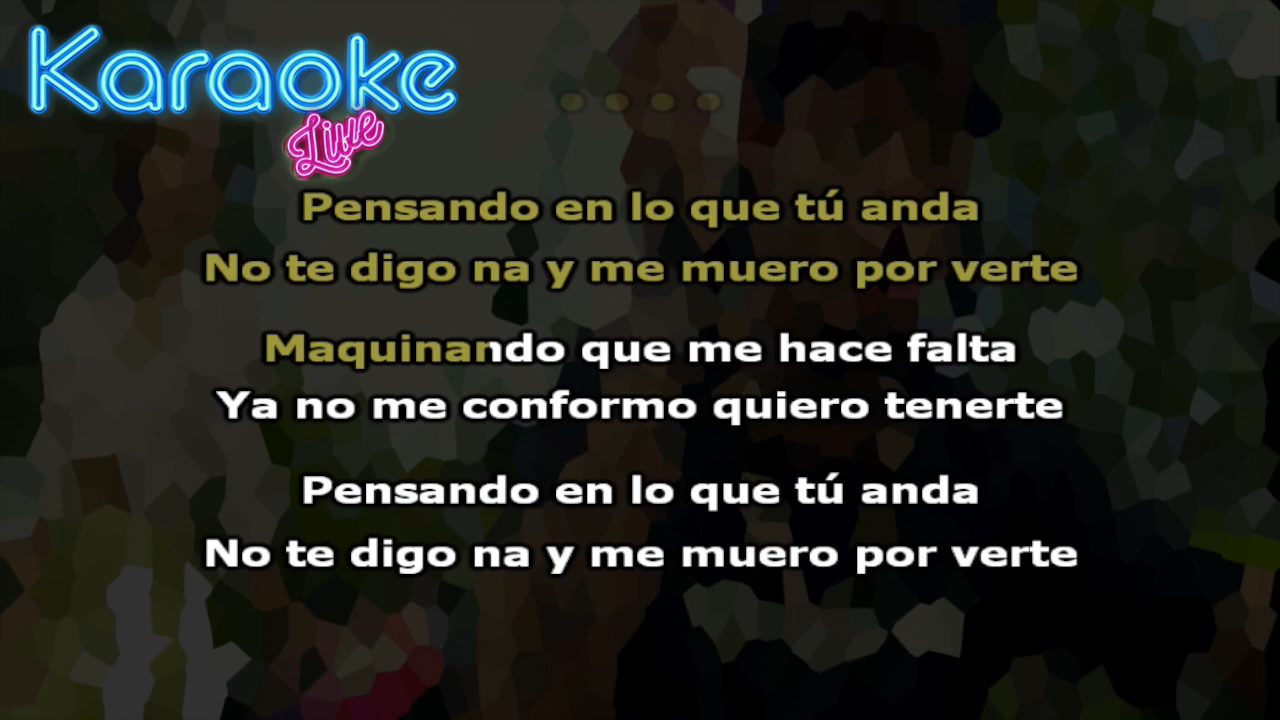 Karaoke
Live
Pensando en lo que tú anda
No te digo na y me muero por verte
Maquinando que me hace falta
Ya no me conformo quiero tenerte
Pensando en lo que tú anda
No te digo na y me muero por verte